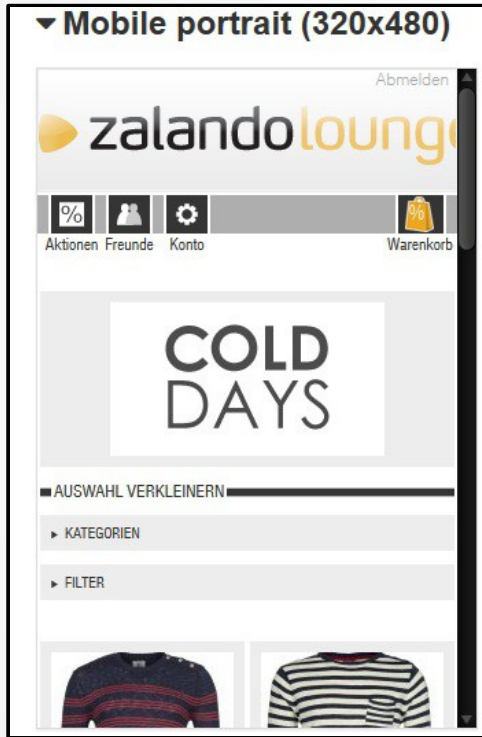 Mobile portrait (320x480)
Abmelden
zalandolounge
% %
Aktionen Freunde Konto Warenkorb
COLD
DAYS
AUSWAHL VERKLEINERN
KATEGORIEN
FILTER